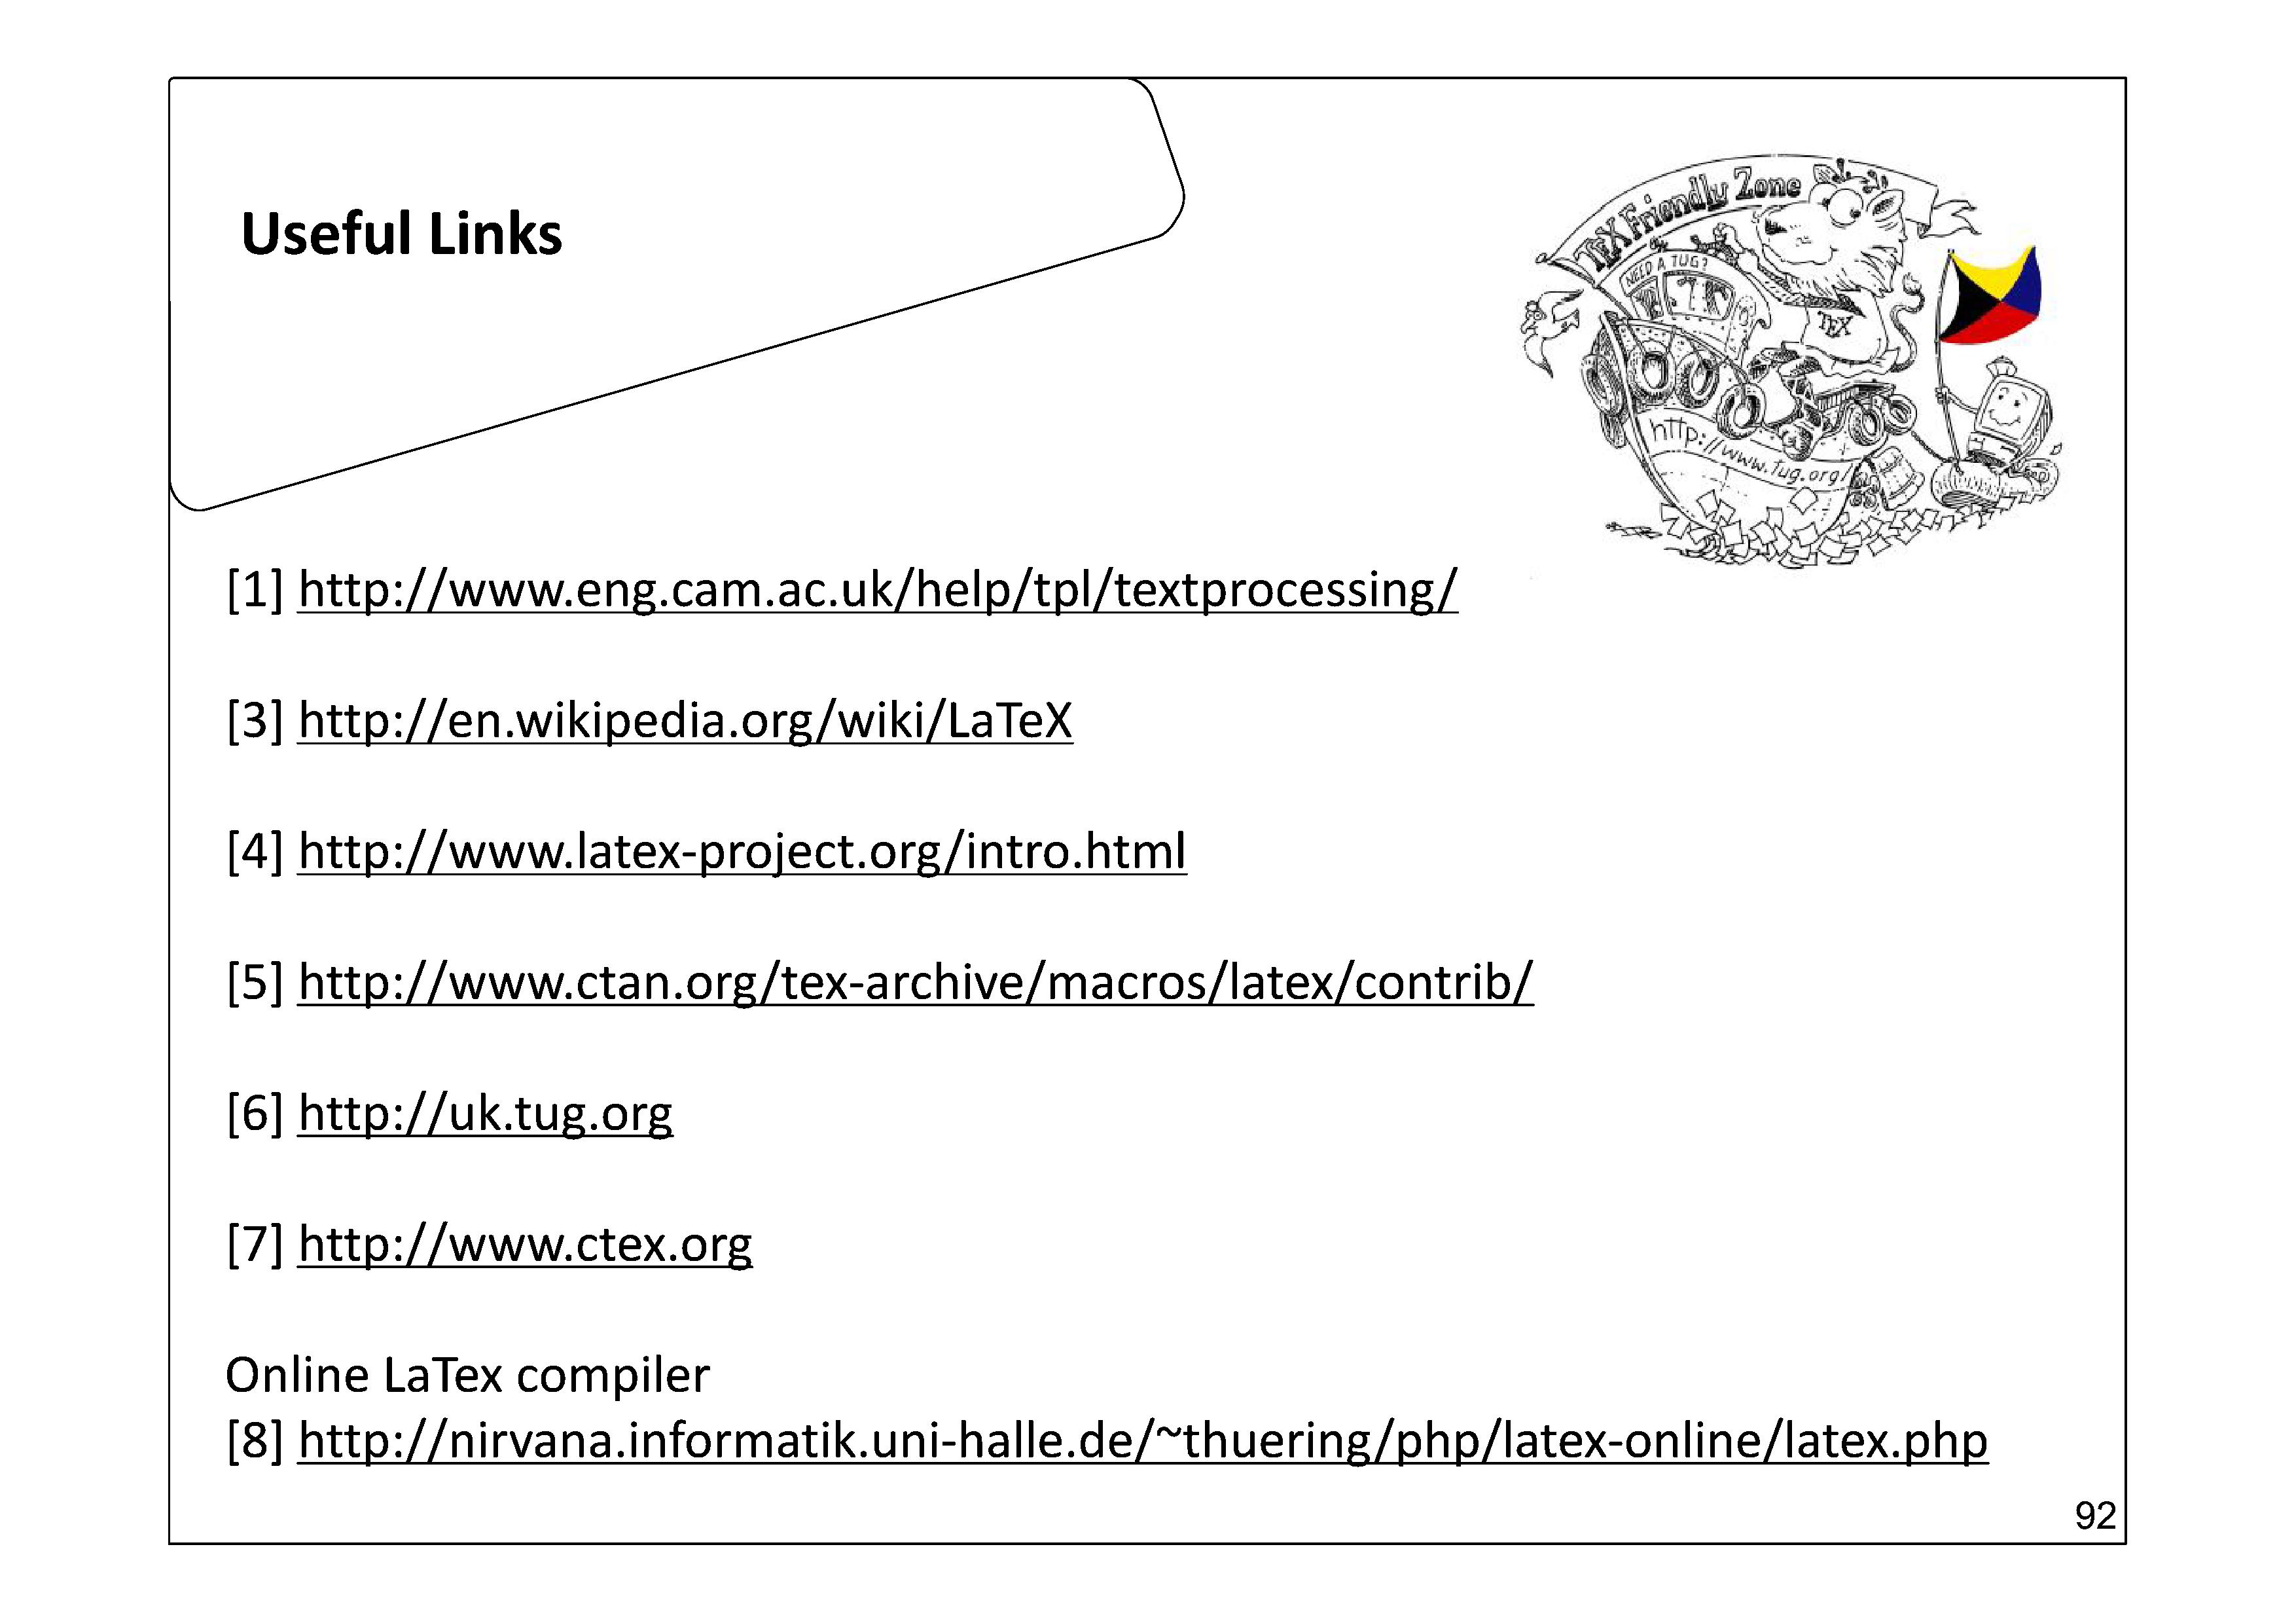 Useful Links
TEX Friendly Zone
NEED A TUG?
TEX
http://www.tug.org/
[1] http://www.eng.cam.ac.uk/help/tpl/textprocessing/
[3] http://en.wikipedia.org/wiki/LaTeX
[4] http://www.latex-project.org/intro.html
[5] http://www.ctan.org/tex-archive/macros/latex/contrib/
[6] http://uk.tug.org
[7] http://www.ctex.org
Online LaTex compiler
[8] http://nirvana.informatik.uni-halle.de/~thuering/php/latex-online/latex.php
92